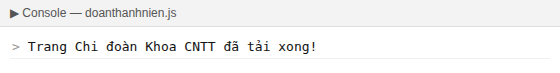 ▶ Console — doanthanhnien.js
> Trang Chi đoàn Khoa CNTT đã tải xong!